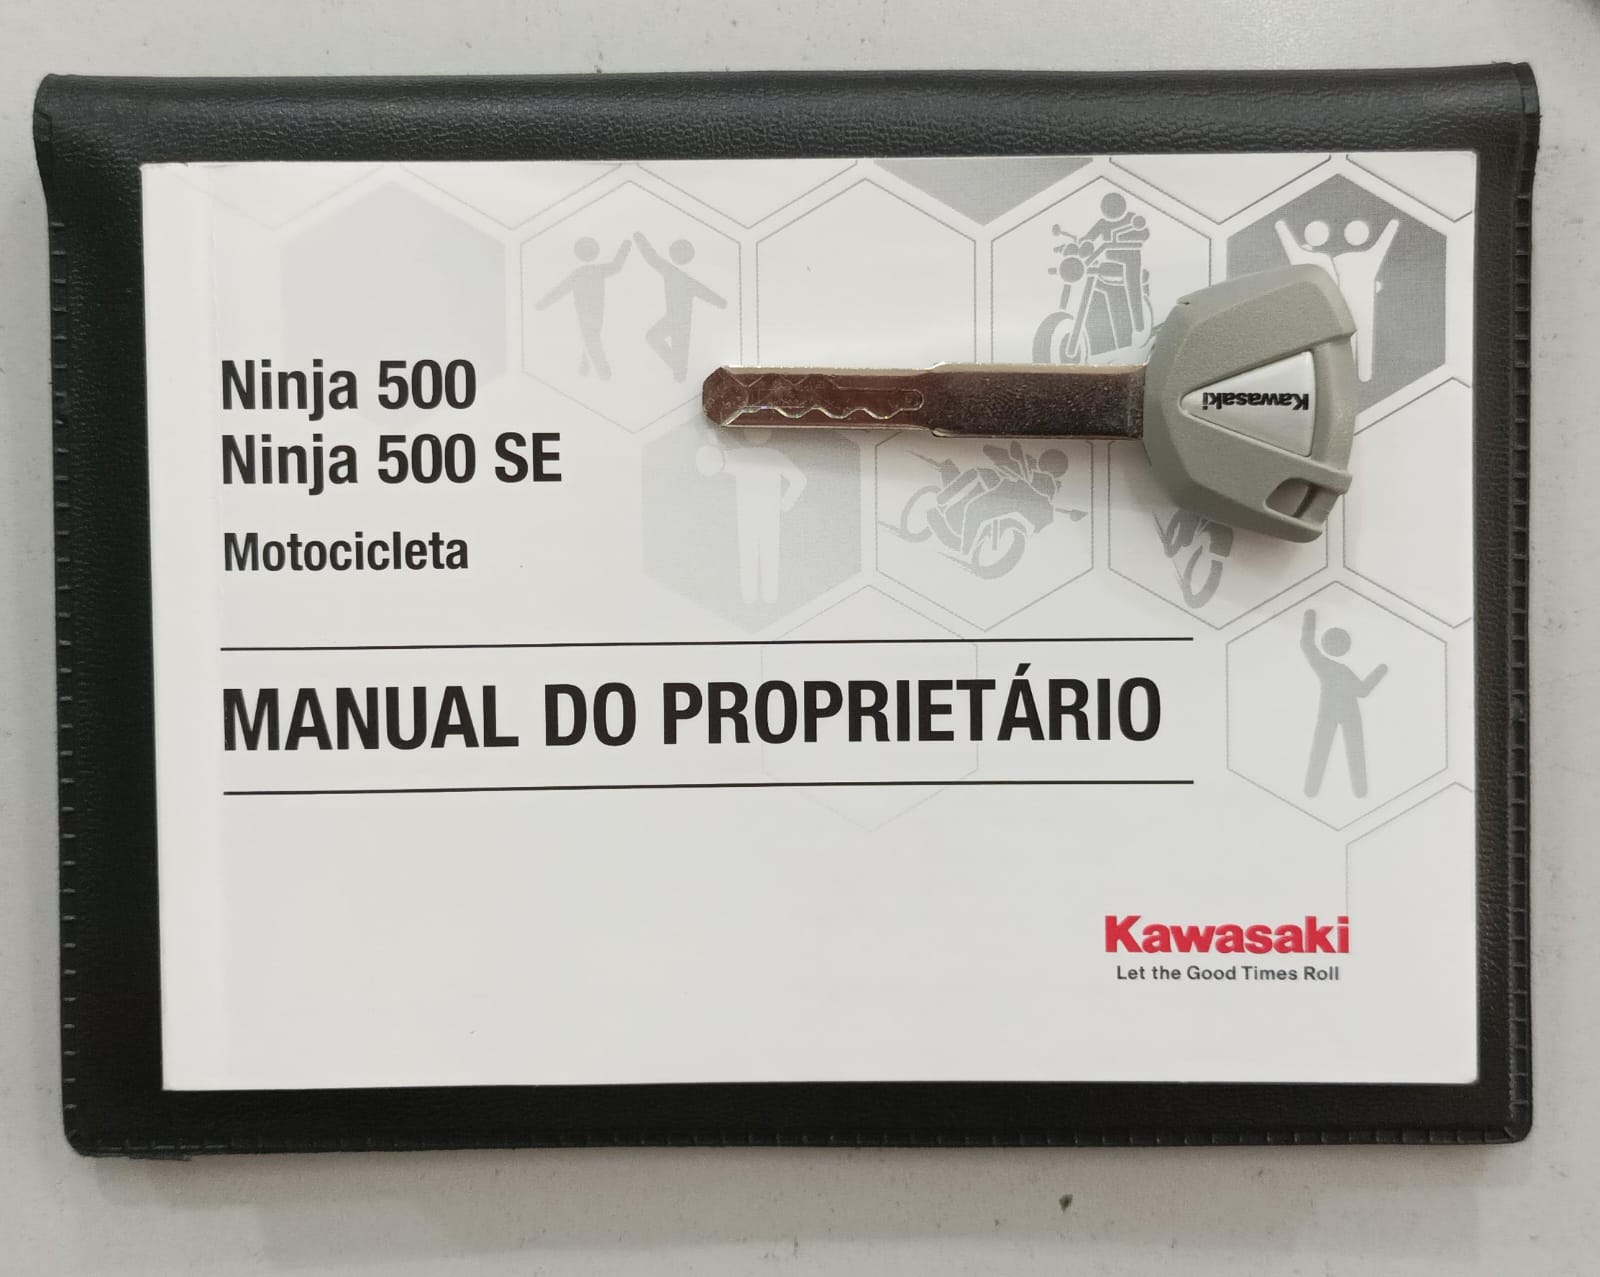 Ninja 500
Ninja 500 SE
Motocicleta
Kawasaki
MANUAL DO PROPRIETÁRIO
Kawasaki
Let the Good Times Roll